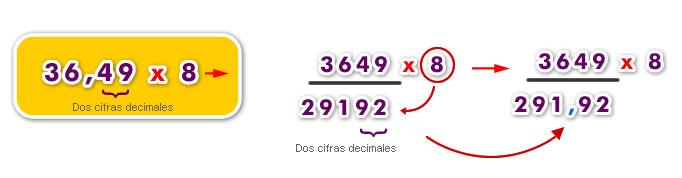 36,49 x 8
Dos cifras decimales
3649 x 8
29192
Dos cifras decimales
3649 x 8
291,92